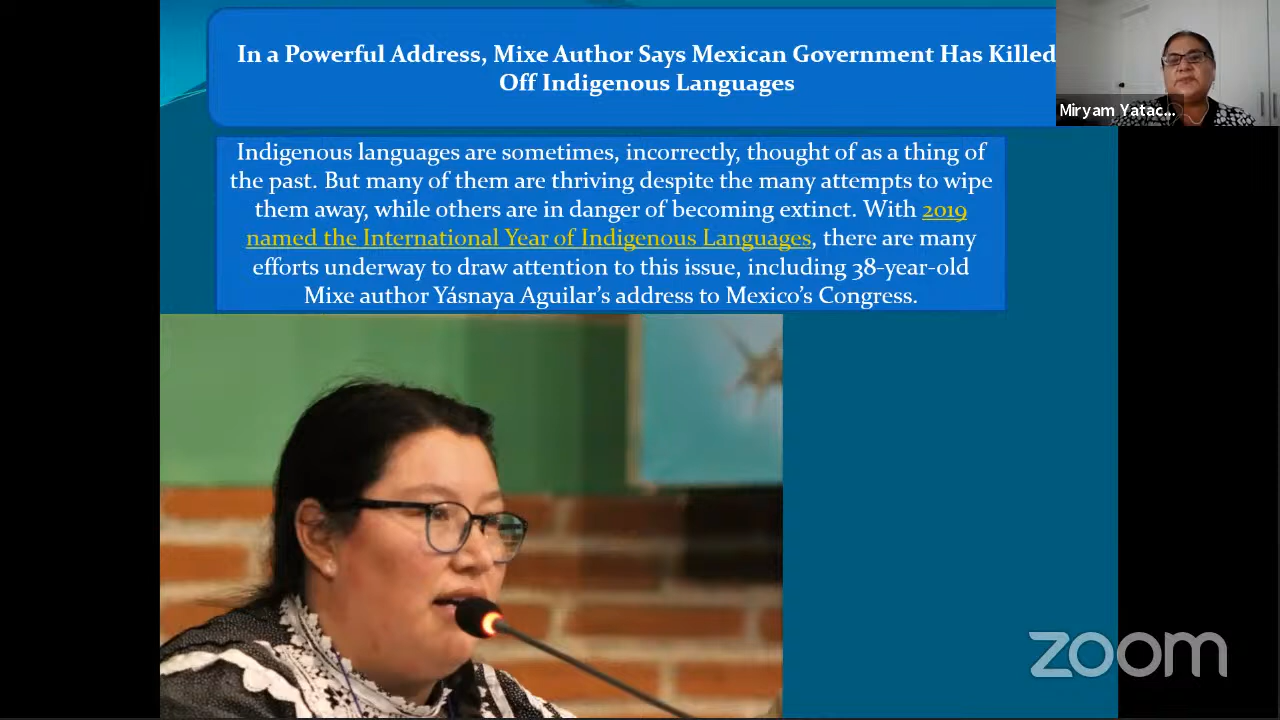 In a Powerful Address, Mixe Author Says Mexican Government Has Killed
Off Indigenous Languages
Miryam Yatac...
Indigenous languages are sometimes, incorrectly, thought of as a thing of
the past. But many of them are thriving despite the many attempts to wipe
them away, while others are in danger of becoming extinct. With 2019
named the International Year of Indigenous Languages, there are many
efforts underway to draw attention to this issue, including 38-year-old
Mixe author Yásnaya Aguilar’s address to Mexico’s Congress.
zoom